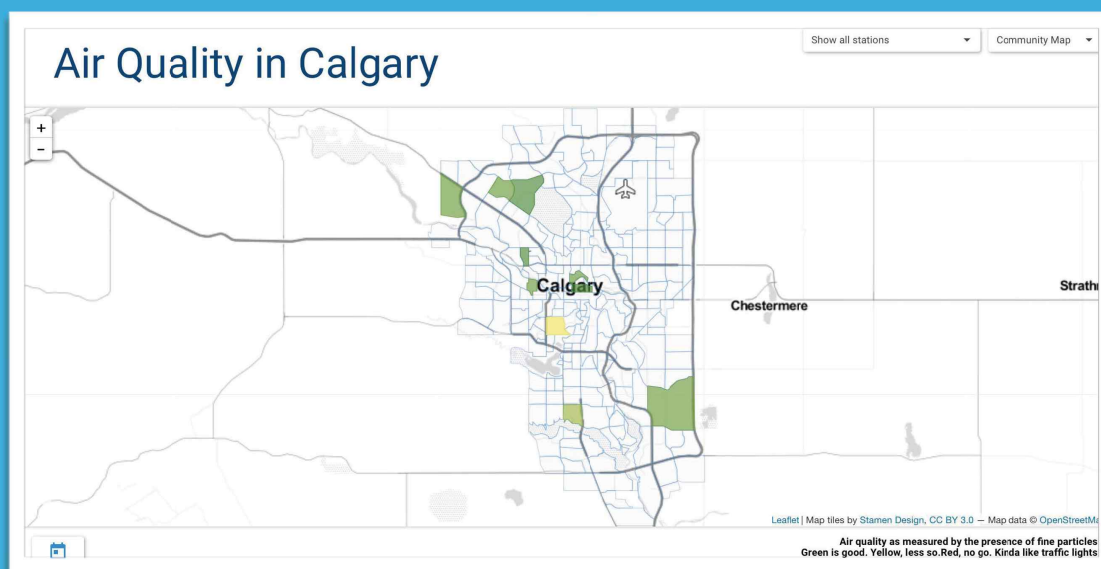 Air Quality in Calgary
Show all stations
Community Map
+
−
Calgary
Chestermere
Leaflet | Map tiles by Stamen Design, CC BY 3.0 — Map data © OpenStreetMa
Air quality as measured by the presence of fine particles
Green is good. Yellow, less so.Red, no go. Kinda like traffic lights